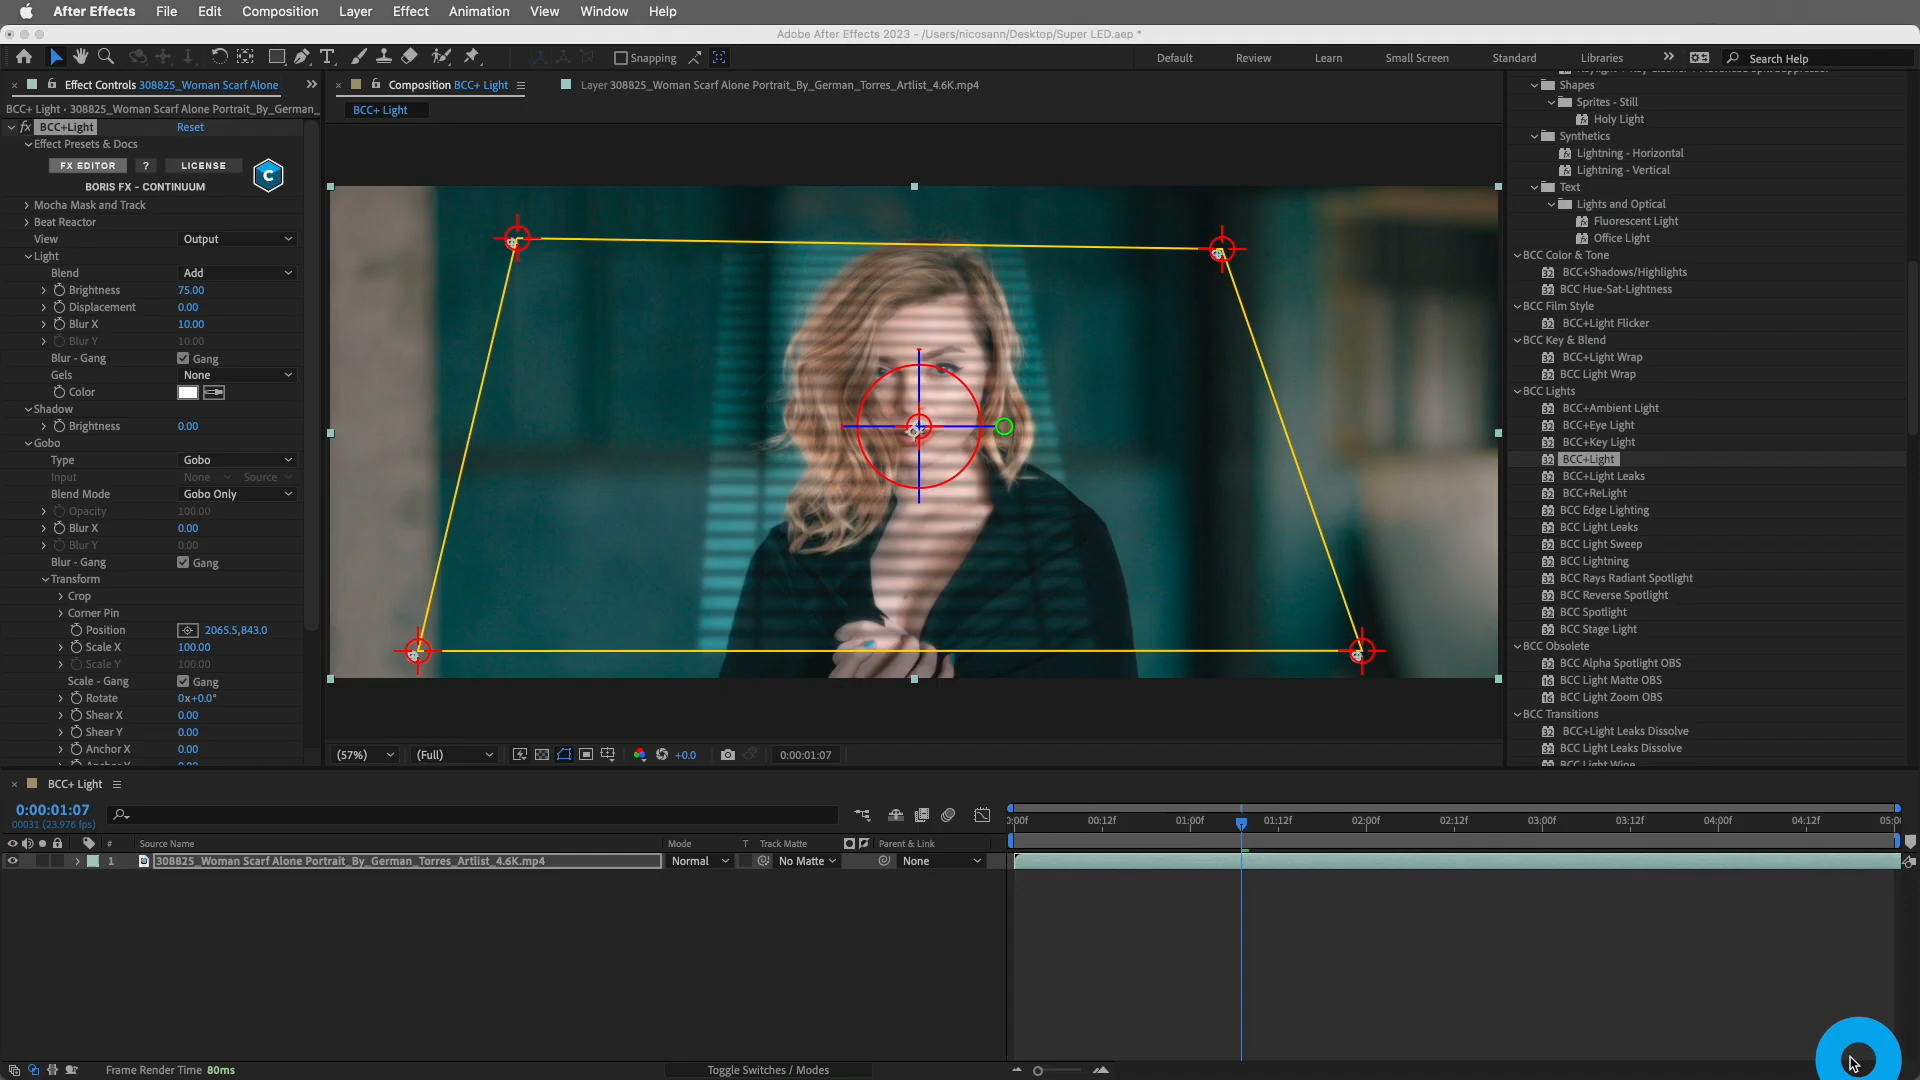 After Effects File Edit Composition Layer Effect Animation View Window Help
Adobe After Effects 2023 - /Users/nicosann/Desktop/Super LED.aep *
Snapping
Default Review Learn Small Screen Standard Libraries Search Help
Effect Controls 308825_Woman Scarf Alone
Composition BCC+ Light
Layer 308825_Woman Scarf Alone Portrait_By_German_Torres_Artlist_4.6K.mp4
BCC+ Light • 308825_Woman Scarf Alone Portrait_By_German_
BCC+ Light
fx BCC+Light Reset
Effect Presets & Docs
FX EDITOR ? LICENSE
C
BORIS FX - CONTINUUM
Mocha Mask and Track
Beat Reactor
View Output
Light
Blend Add
Brightness 75.00
Displacement 0.00
Blur X 10.00
Blur Y 10.00
Blur - Gang Gang
Gels None
Color
Shadow
Brightness 0.00
Gobo
Type Gobo
Input None Source
Blend Mode Gobo Only
Opacity 100.00
Blur X 0.00
Blur Y 0.00
Blur - Gang Gang
Transform
Crop
Corner Pin
Position 2065.5,843.0
Scale X 100.00
Scale Y 100.00
Scale - Gang Gang
Rotate 0x+0.0°
Shear X 0.00
Shear Y 0.00
Anchor X 0.00
Shapes
Sprites - Still
Holy Light
Synthetics
Lightning - Horizontal
Lightning - Vertical
Text
Lights and Optical
Fluorescent Light
Office Light
BCC Color & Tone
BCC+Shadows/Highlights
BCC Hue-Sat-Lightness
BCC Film Style
BCC+Light Flicker
BCC Key & Blend
BCC+Light Wrap
BCC Light Wrap
BCC Lights
BCC+Ambient Light
BCC+Eye Light
BCC+Key Light
BCC+Light
BCC+Light Leaks
BCC+ReLight
BCC Edge Lighting
BCC Light Leaks
BCC Light Sweep
BCC Lightning
BCC Rays Radiant Spotlight
BCC Reverse Spotlight
BCC Spotlight
BCC Stage Light
BCC Obsolete
BCC Alpha Spotlight OBS
BCC Light Matte OBS
BCC Light Zoom OBS
BCC Transitions
BCC+Light Leaks Dissolve
BCC Light Leaks Dissolve
BCC Light Wipe
(57%) (Full) +0.0 0:00:01:07
BCC+ Light
0:00:01:07
00031 (23.976 fps)
:00f 00:12f 01:00f 01:12f 02:00f 02:12f 03:00f 03:12f 04:00f 04:12f 05:00
# Source Name Mode T Track Matte Parent & Link
1 308825_Woman Scarf Alone Portrait_By_German_Torres_Artlist_4.6K.mp4 Normal No Matte None
Frame Render Time 80ms
Toggle Switches / Modes